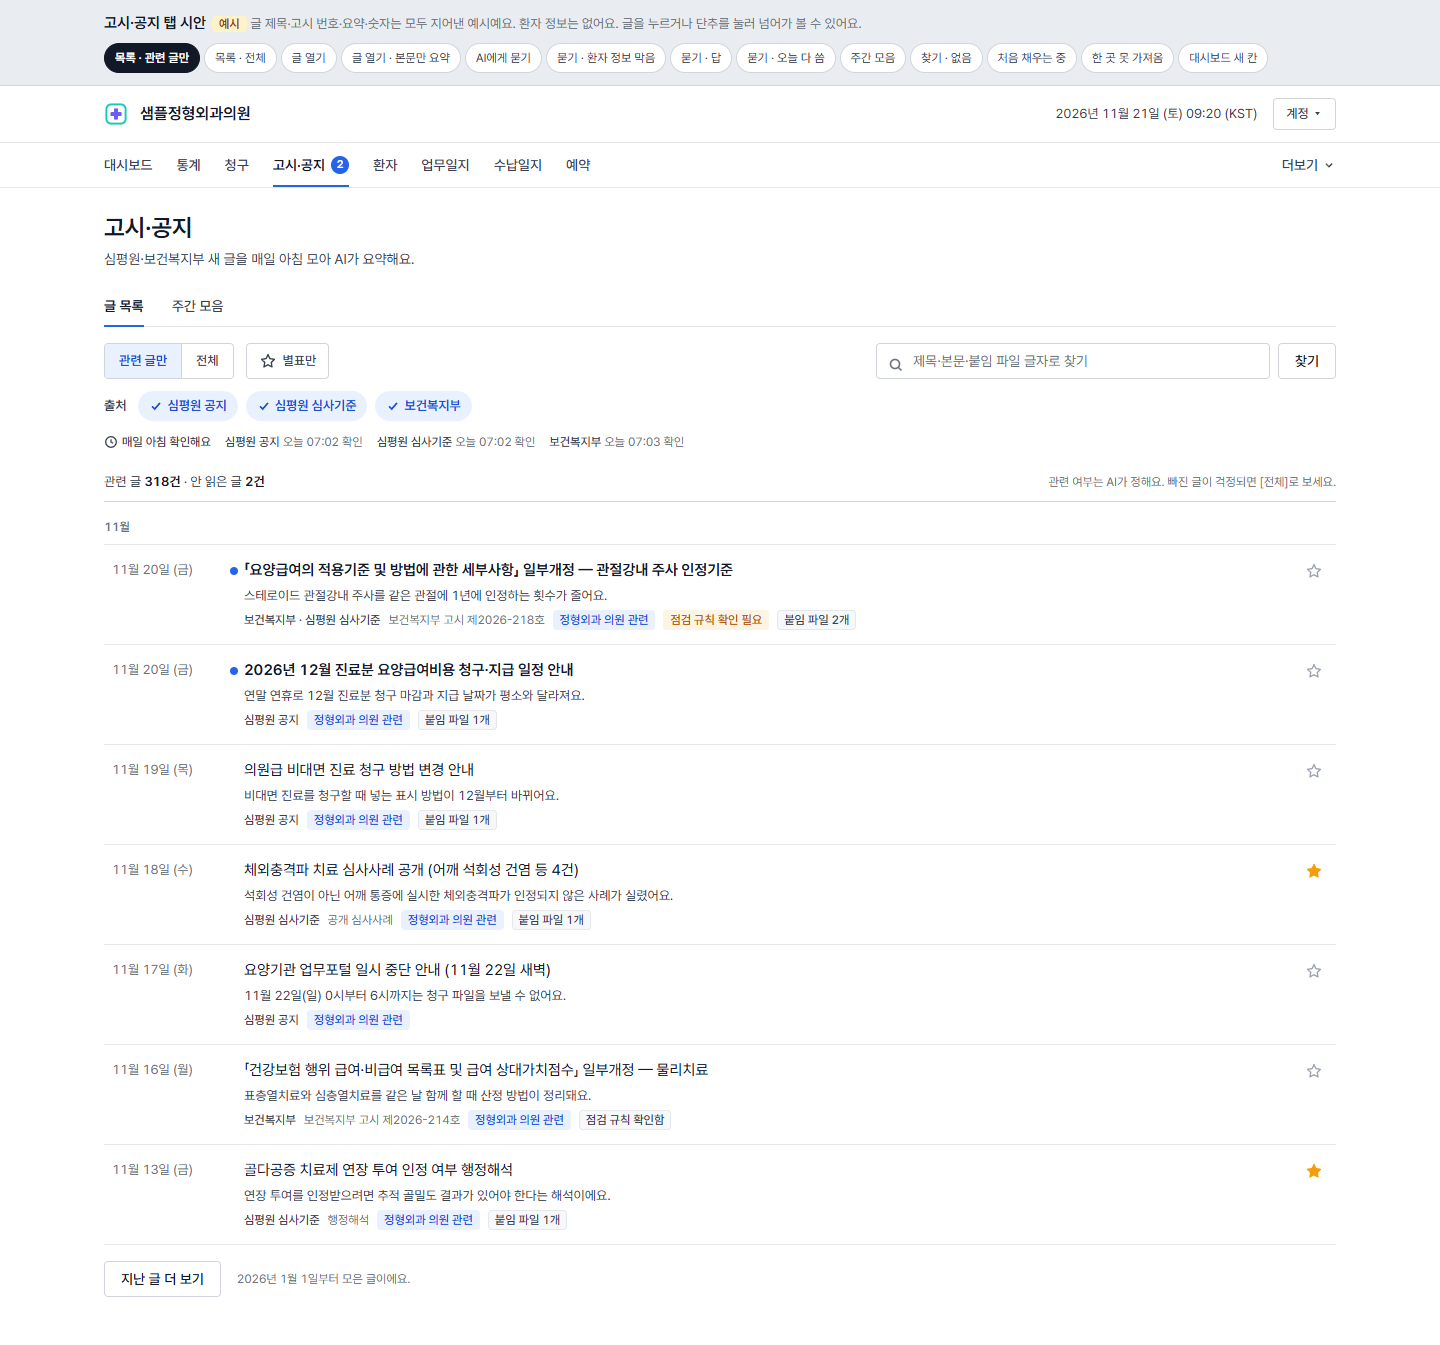 고시·공지 탭 시안 예시 글 제목·고시 번호·요약·숫자는 모두 지어낸 예시예요. 환자 정보는 없어요. 글을 누르거나 단추를 눌러 넘어가 볼 수 있어요.
목록 · 관련 글만 목록 · 전체 글 열기 글 열기 · 본문만 요약 AI에게 묻기 묻기 · 환자 정보 막음 묻기 · 답 묻기 · 오늘 다 씀 주간 모음 찾기 · 없음 처음 채우는 중 한 곳 못 가져옴 대시보드 새 칸
샘플정형외과의원 2026년 11월 21일 (토) 09:20 (KST) 계정
대시보드 통계 청구 고시·공지 2 환자 업무일지 수납일지 예약 더보기
고시·공지
심평원·보건복지부 새 글을 매일 아침 모아 AI가 요약해요.
글 목록 주간 모음
관련 글만 전체 별표만 제목·본문·붙임 파일 글자로 찾기 찾기
출처 심평원 공지 심평원 심사기준 보건복지부
매일 아침 확인해요 심평원 공지 오늘 07:02 확인 심평원 심사기준 오늘 07:02 확인 보건복지부 오늘 07:03 확인
관련 글 318건 · 안 읽은 글 2건 관련 여부는 AI가 정해요. 빠진 글이 걱정되면 [전체]로 보세요.
11월
11월 20일 (금) 「요양급여의 적용기준 및 방법에 관한 세부사항」 일부개정 — 관절강내 주사 인정기준
스테로이드 관절강내 주사를 같은 관절에 1년에 인정하는 횟수가 줄어요.
보건복지부 · 심평원 심사기준 보건복지부 고시 제2026-218호 정형외과 의원 관련 점검 규칙 확인 필요 붙임 파일 2개
11월 20일 (금) 2026년 12월 진료분 요양급여비용 청구·지급 일정 안내
연말 연휴로 12월 진료분 청구 마감과 지급 날짜가 평소와 달라져요.
심평원 공지 정형외과 의원 관련 붙임 파일 1개
11월 19일 (목) 의원급 비대면 진료 청구 방법 변경 안내
비대면 진료를 청구할 때 넣는 표시 방법이 12월부터 바뀌어요.
심평원 공지 정형외과 의원 관련 붙임 파일 1개
11월 18일 (수) 체외충격파 치료 심사사례 공개 (어깨 석회성 건염 등 4건)
석회성 건염이 아닌 어깨 통증에 실시한 체외충격파가 인정되지 않은 사례가 실렸어요.
심평원 심사기준 공개 심사사례 정형외과 의원 관련 붙임 파일 1개
11월 17일 (화) 요양기관 업무포털 일시 중단 안내 (11월 22일 새벽)
11월 22일(일) 0시부터 6시까지는 청구 파일을 보낼 수 없어요.
심평원 공지 정형외과 의원 관련
11월 16일 (월) 「건강보험 행위 급여·비급여 목록표 및 급여 상대가치점수」 일부개정 — 물리치료
표층열치료와 심층열치료를 같은 날 함께 할 때 산정 방법이 정리돼요.
보건복지부 보건복지부 고시 제2026-214호 정형외과 의원 관련 점검 규칙 확인함
11월 13일 (금) 골다공증 치료제 연장 투여 인정 여부 행정해석
연장 투여를 인정받으려면 추적 골밀도 결과가 있어야 한다는 해석이에요.
심평원 심사기준 행정해석 정형외과 의원 관련 붙임 파일 1개
지난 글 더 보기 2026년 1월 1일부터 모은 글이에요.